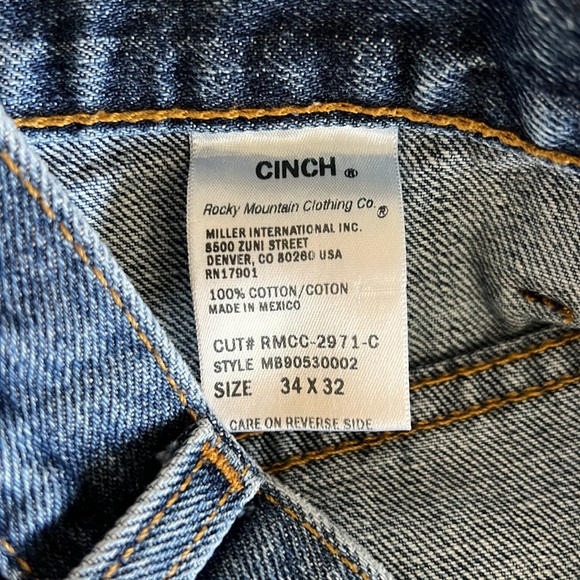 CINCH ®
Rocky Mountain Clothing Co. ®
MILLER INTERNATIONAL INC.
8500 ZUNI STREET
DENVER, CO 80260 USA
RN17901
100% COTTON/COTON
MADE IN MEXICO
CUT# RMCC-2971-C
STYLE MB90530002
SIZE 34 X 32
CARE ON REVERSE SIDE